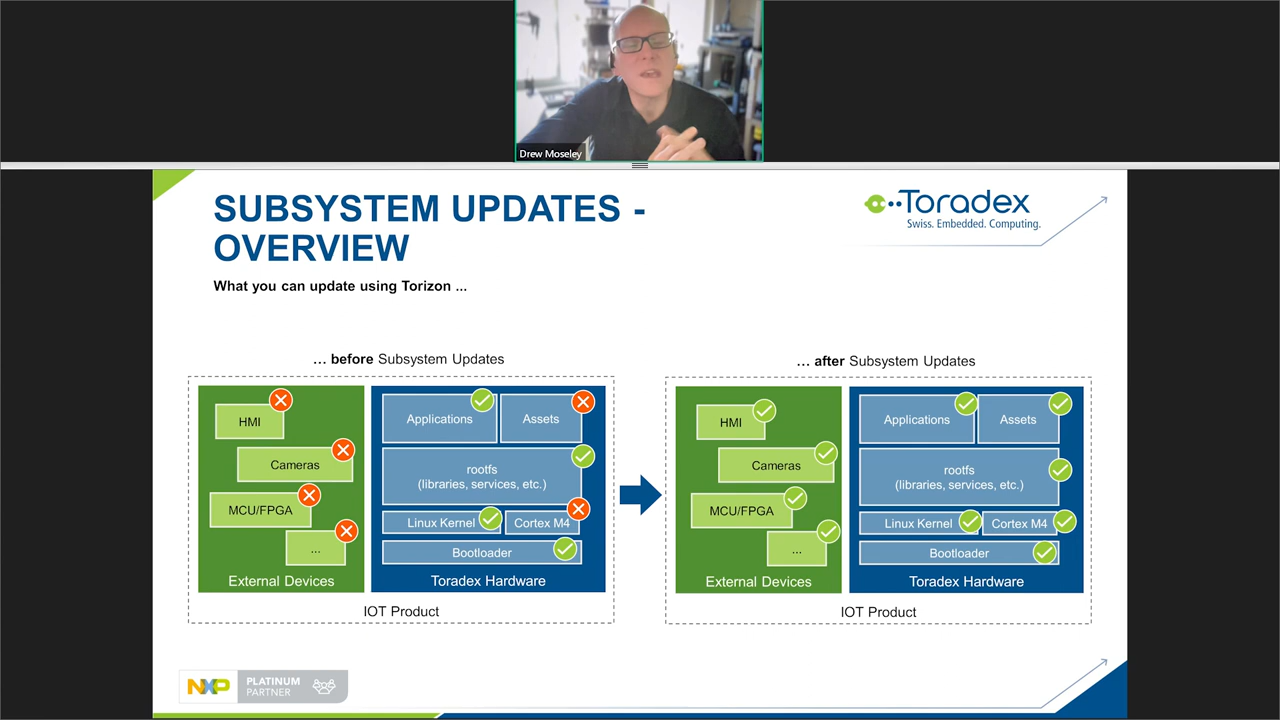 Drew Moseley
SUBSYSTEM UPDATES -
OVERVIEW
Toradex
Swiss. Embedded. Computing.
What you can update using Torizon ...
... before Subsystem Updates
HMI
Cameras
MCU/FPGA
...
External Devices
Applications
Assets
rootfs
(libraries, services, etc.)
Linux Kernel
Cortex M4
Bootloader
Toradex Hardware
IOT Product
... after Subsystem Updates
HMI
Cameras
MCU/FPGA
...
External Devices
Applications
Assets
rootfs
(libraries, services, etc.)
Linux Kernel
Cortex M4
Bootloader
Toradex Hardware
IOT Product
NXP
PLATINUM
PARTNER